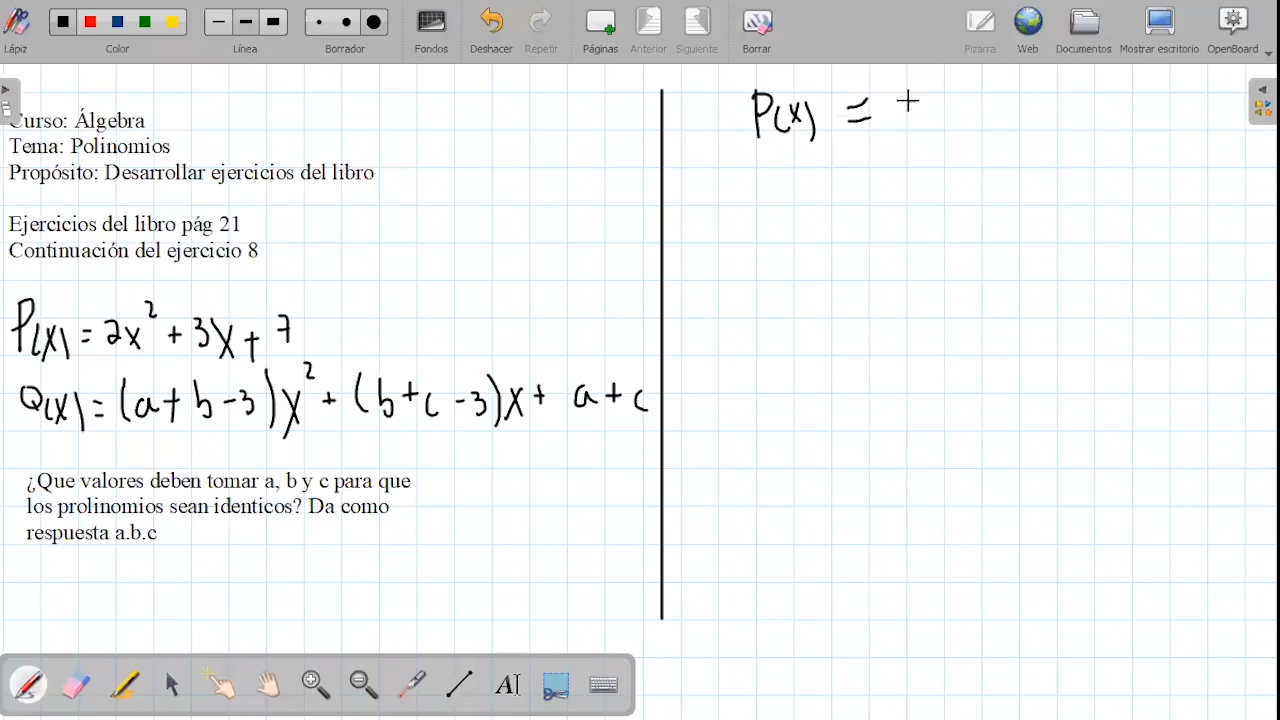 Lápiz
Color
Línea
Borrador
Fondos
Deshacer
Repetir
Páginas
Anterior
Siguiente
Borrar
Pizarra
Web
Documentos
Mostrar escritorio
OpenBoard
Curso: Álgebra
Tema: Polinomios
Propósito: Desarrollar ejercicios del libro
Ejercicios del libro pág 21
Continuación del ejercicio 8
P(x) = 2x² + 3x + 7
Q(x) = (a + b - 3)x² + (b + c - 3)x + a + c
¿Que valores deben tomar a, b y c para que
los prolinomios sean identicos? Da como
respuesta a.b.c
P(x) =